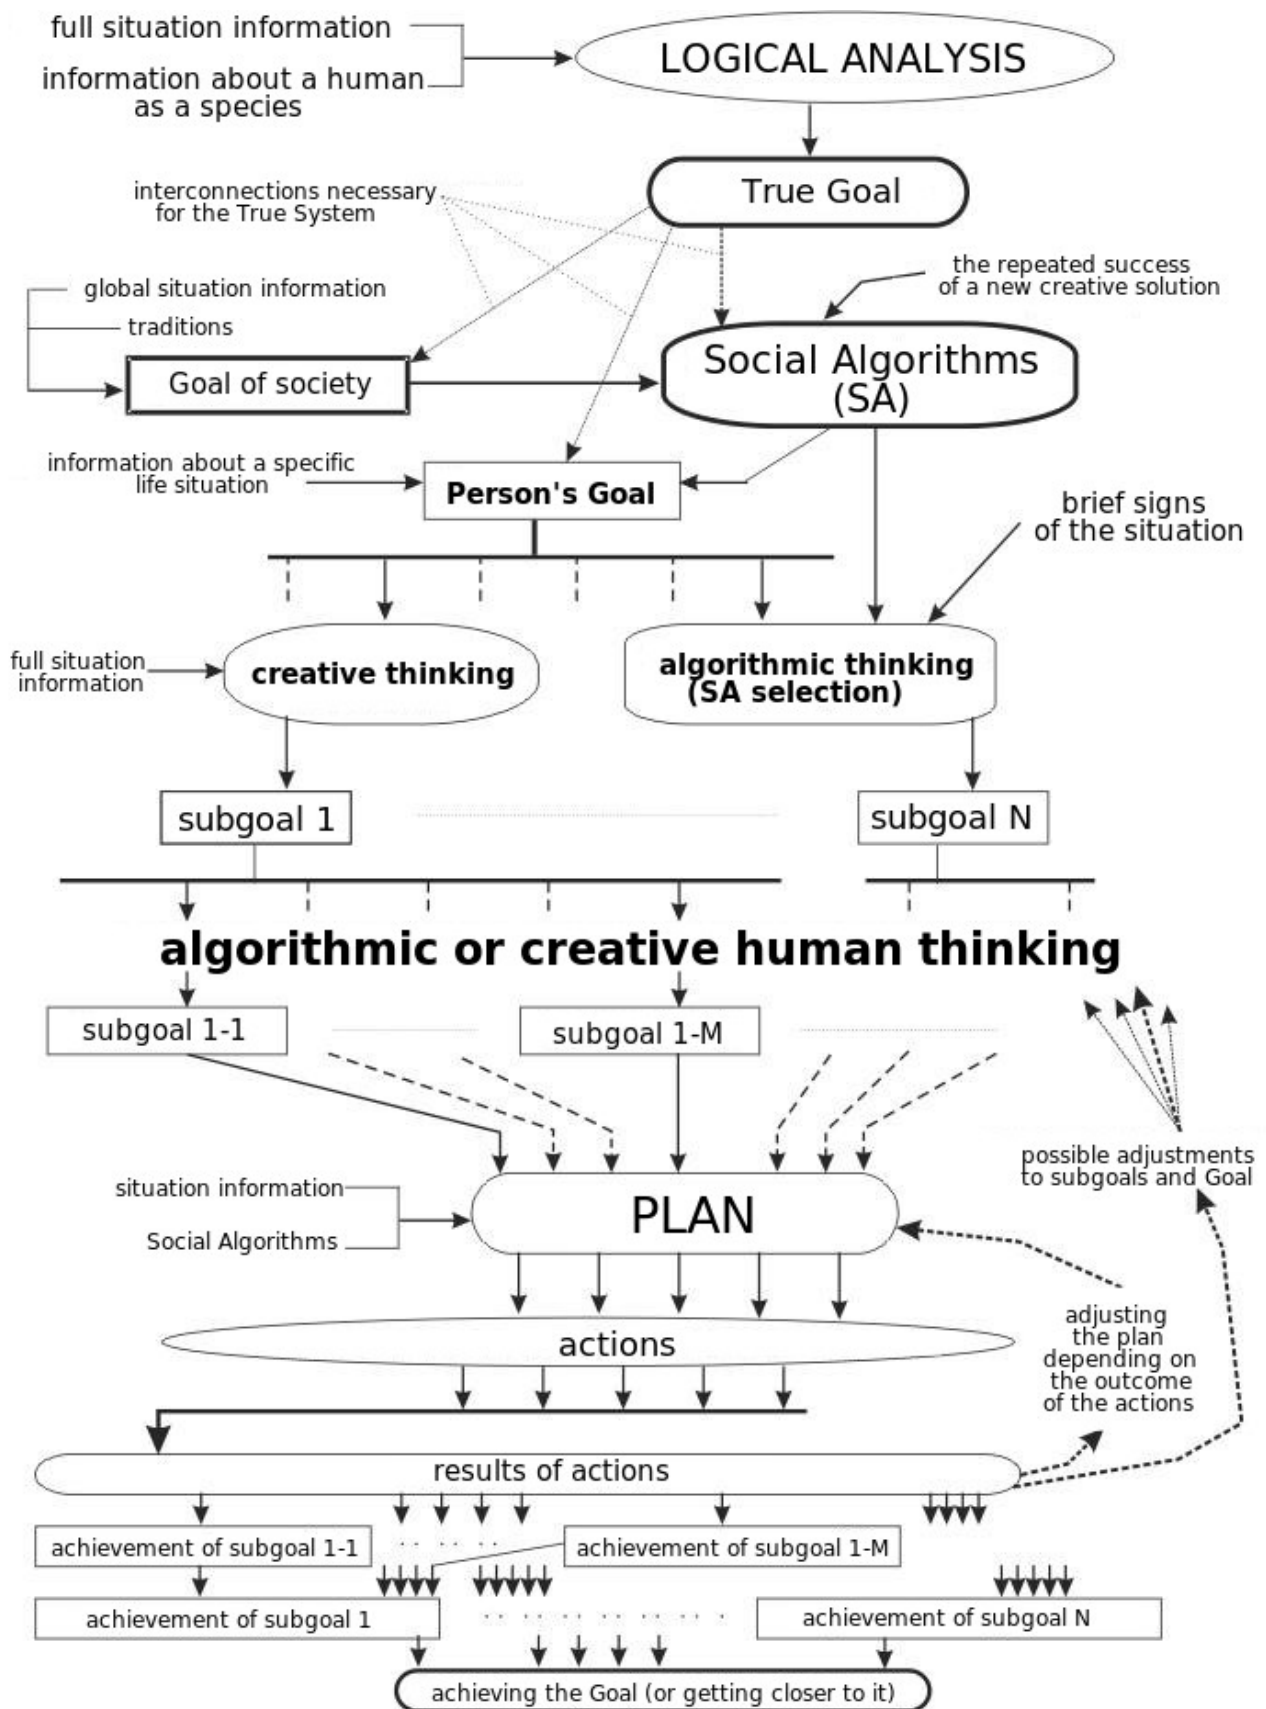 full situation information
information about a human
as a species
LOGICAL ANALYSIS
True Goal
interconnections necessary
for the True System
the repeated success
of a new creative solution
global situation information
traditions
Goal of society
Social Algorithms
(SA)
information about a specific
life situation
Person's Goal
brief signs
of the situation
full situation
information
creative thinking
algorithmic thinking
(SA selection)
subgoal 1
subgoal N
algorithmic or creative human thinking
subgoal 1-1
subgoal 1-M
possible adjustments
to subgoals and Goal
situation information
Social Algorithms
PLAN
adjusting
the plan
depending on
the outcome
of the actions
actions
results of actions
achievement of subgoal 1-1
achievement of subgoal 1-M
achievement of subgoal 1
achievement of subgoal N
achieving the Goal (or getting closer to it)